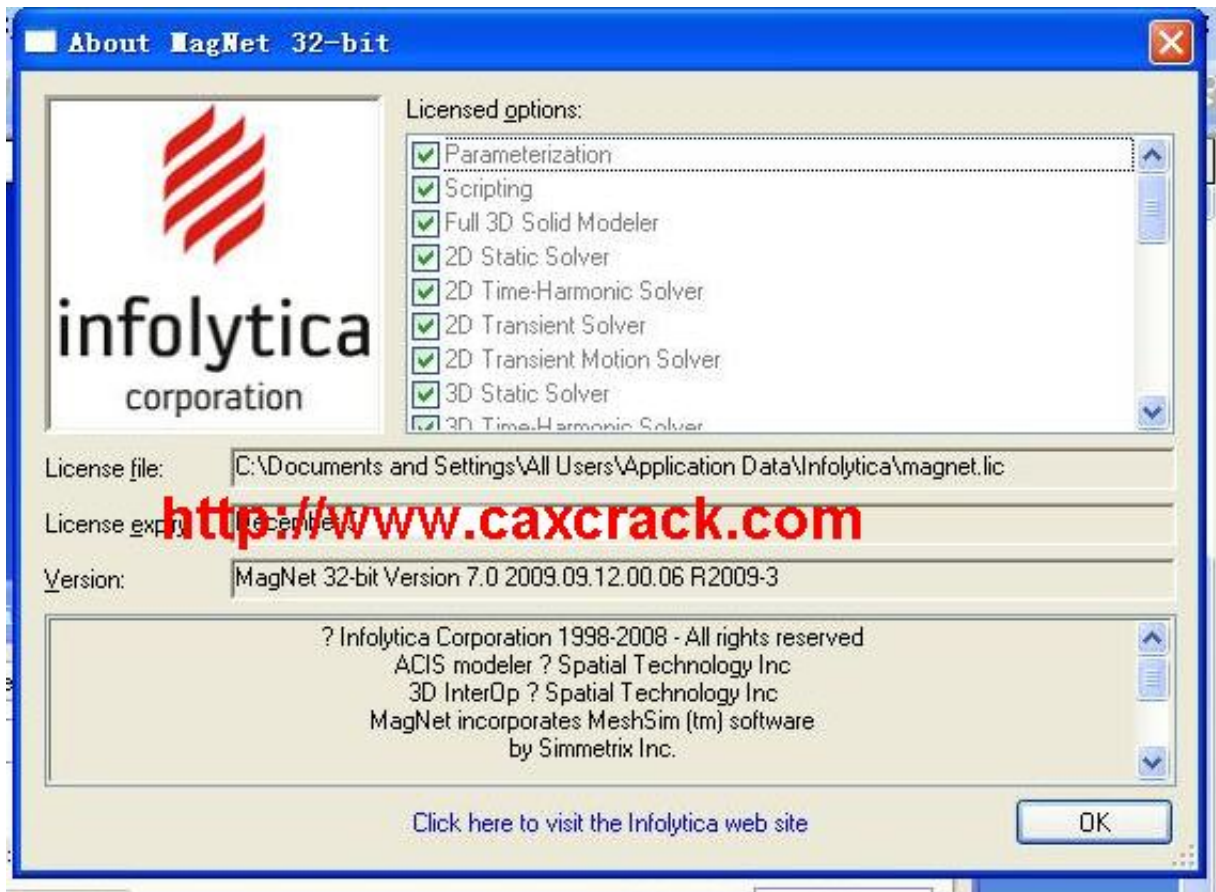 About MagNet 32-bit
infolytica
corporation
Licensed options:
Parameterization
Scripting
Full 3D Solid Modeler
2D Static Solver
2D Time-Harmonic Solver
2D Transient Solver
2D Transient Motion Solver
3D Static Solver
3D Time-Harmonic Solver
License file:
C:\Documents and Settings\All Users\Application Data\Infolytica\magnet.lic
License expiry
December
http://www.caxcrack.com
Version:
MagNet 32-bit Version 7.0 2009.09.12.00.06 R2009-3
? Infolytica Corporation 1998-2008 - All rights reserved
ACIS modeler ? Spatial Technology Inc
3D InterOp ? Spatial Technology Inc
MagNet incorporates MeshSim (tm) software
by Simmetrix Inc.
Click here to visit the Infolytica web site
OK